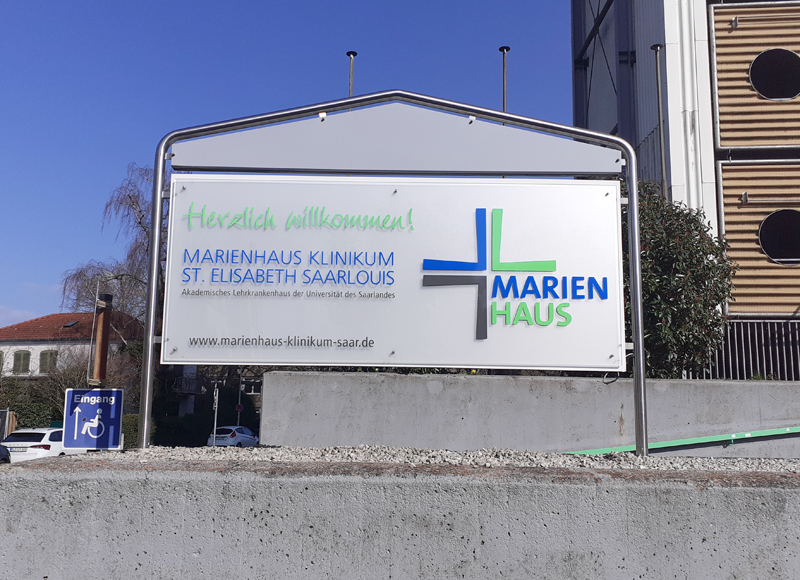 Herzlich willkommen!
MARIENHAUS KLINIKUM
ST. ELISABETH SAARLOUIS
Akademisches Lehrkrankenhaus der Universität des Saarlandes
www.marienhaus-klinikum-saar.de
MARIEN
HAUS
Eingang